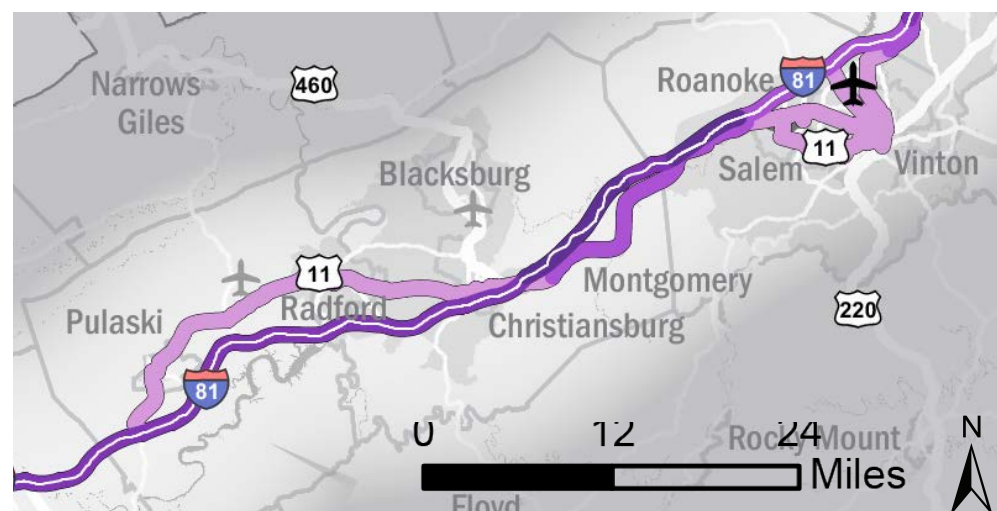 Narrows
Giles
460
Roanoke
81
Blacksburg
Salem
11
Vinton
11
Radford
Montgomery
Pulaski
Christiansburg
220
81
0 12 24
Rocky Mount
Miles
N
Floyd